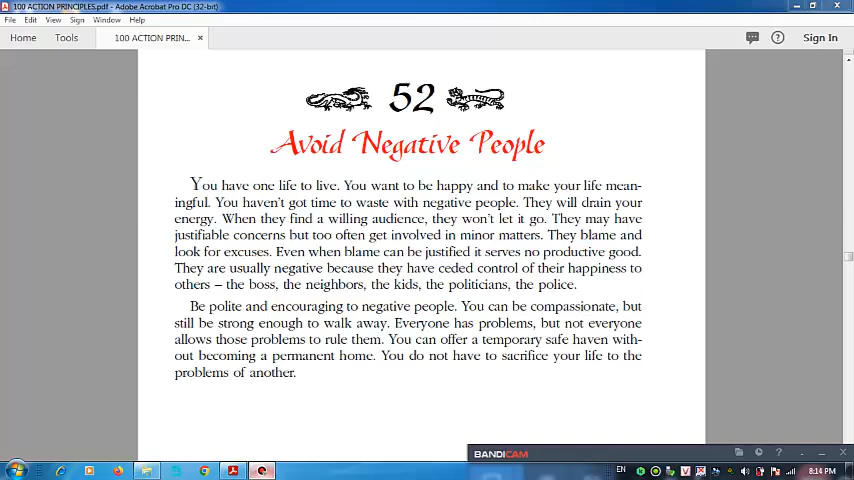 100 ACTION PRINCIPLES.pdf - Adobe Acrobat Pro DC (32-bit)
File Edit View Sign Window Help
Home Tools 100 ACTION PRIN... × Sign In
52
Avoid Negative People
You have one life to live. You want to be happy and to make your life mean-
ingful. You haven't got time to waste with negative people. They will drain your
energy. When they find a willing audience, they won't let it go. They may have
justifiable concerns but too often get involved in minor matters. They blame and
look for excuses. Even when blame can be justified it serves no productive good.
They are usually negative because they have ceded control of their happiness to
others – the boss, the neighbors, the kids, the politicians, the police.
Be polite and encouraging to negative people. You can be compassionate, but
still be strong enough to walk away. Everyone has problems, but not everyone
allows those problems to rule them. You can offer a temporary safe haven with-
out becoming a permanent home. You do not have to sacrifice your life to the
problems of another.
BANDICAM
EN 8:14 PM